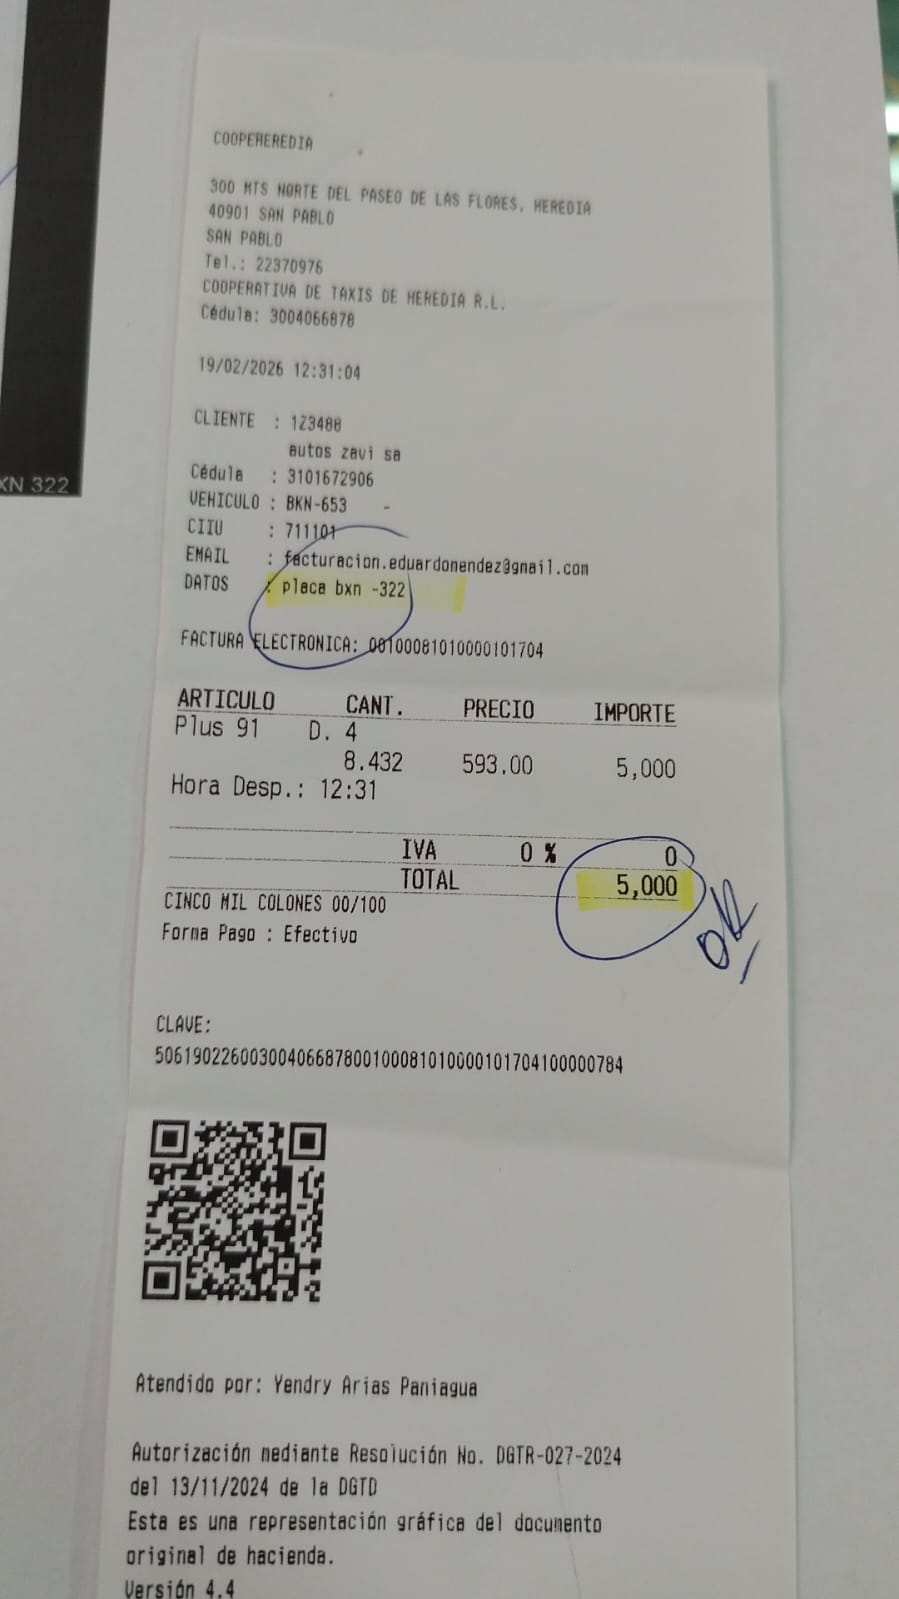 COOPEHEREDIA
300 MTS NORTE DEL PASEO DE LAS FLORES, HEREDIA
40901 SAN PABLO
SAN PABLO
Tel.: 22370976
COOPERATIVA DE TAXIS DE HEREDIA R.L.
Cédula: 3004066878
19/02/2026 12:31:04
CLIENTE : 123488
autos zavi sa
Cédula : 3101672906
VEHICULO : BKN-653 -
CIIU : 711101
EMAIL : facturacion.eduardomendez@gmail.com
DATOS : placa bxn -322
FACTURA ELECTRONICA: 00100081010000101704
ARTICULO CANT. PRECIO IMPORTE
Plus 91 D. 4
8.432 593.00 5,000
Hora Desp.: 12:31
IVA 0 % 0
TOTAL 5,000
OK
CINCO MIL COLONES 00/100
Forma Pago : Efectivo
CLAVE:
50619022600300406687800100081010000101704100000784
Atendido por: Yendry Arias Paniagua
Autorización mediante Resolución No. DGTR-027-2024
del 13/11/2024 de la DGTD
Esta es una representación gráfica del documento
original de hacienda.
Versión 4.4
XN 322